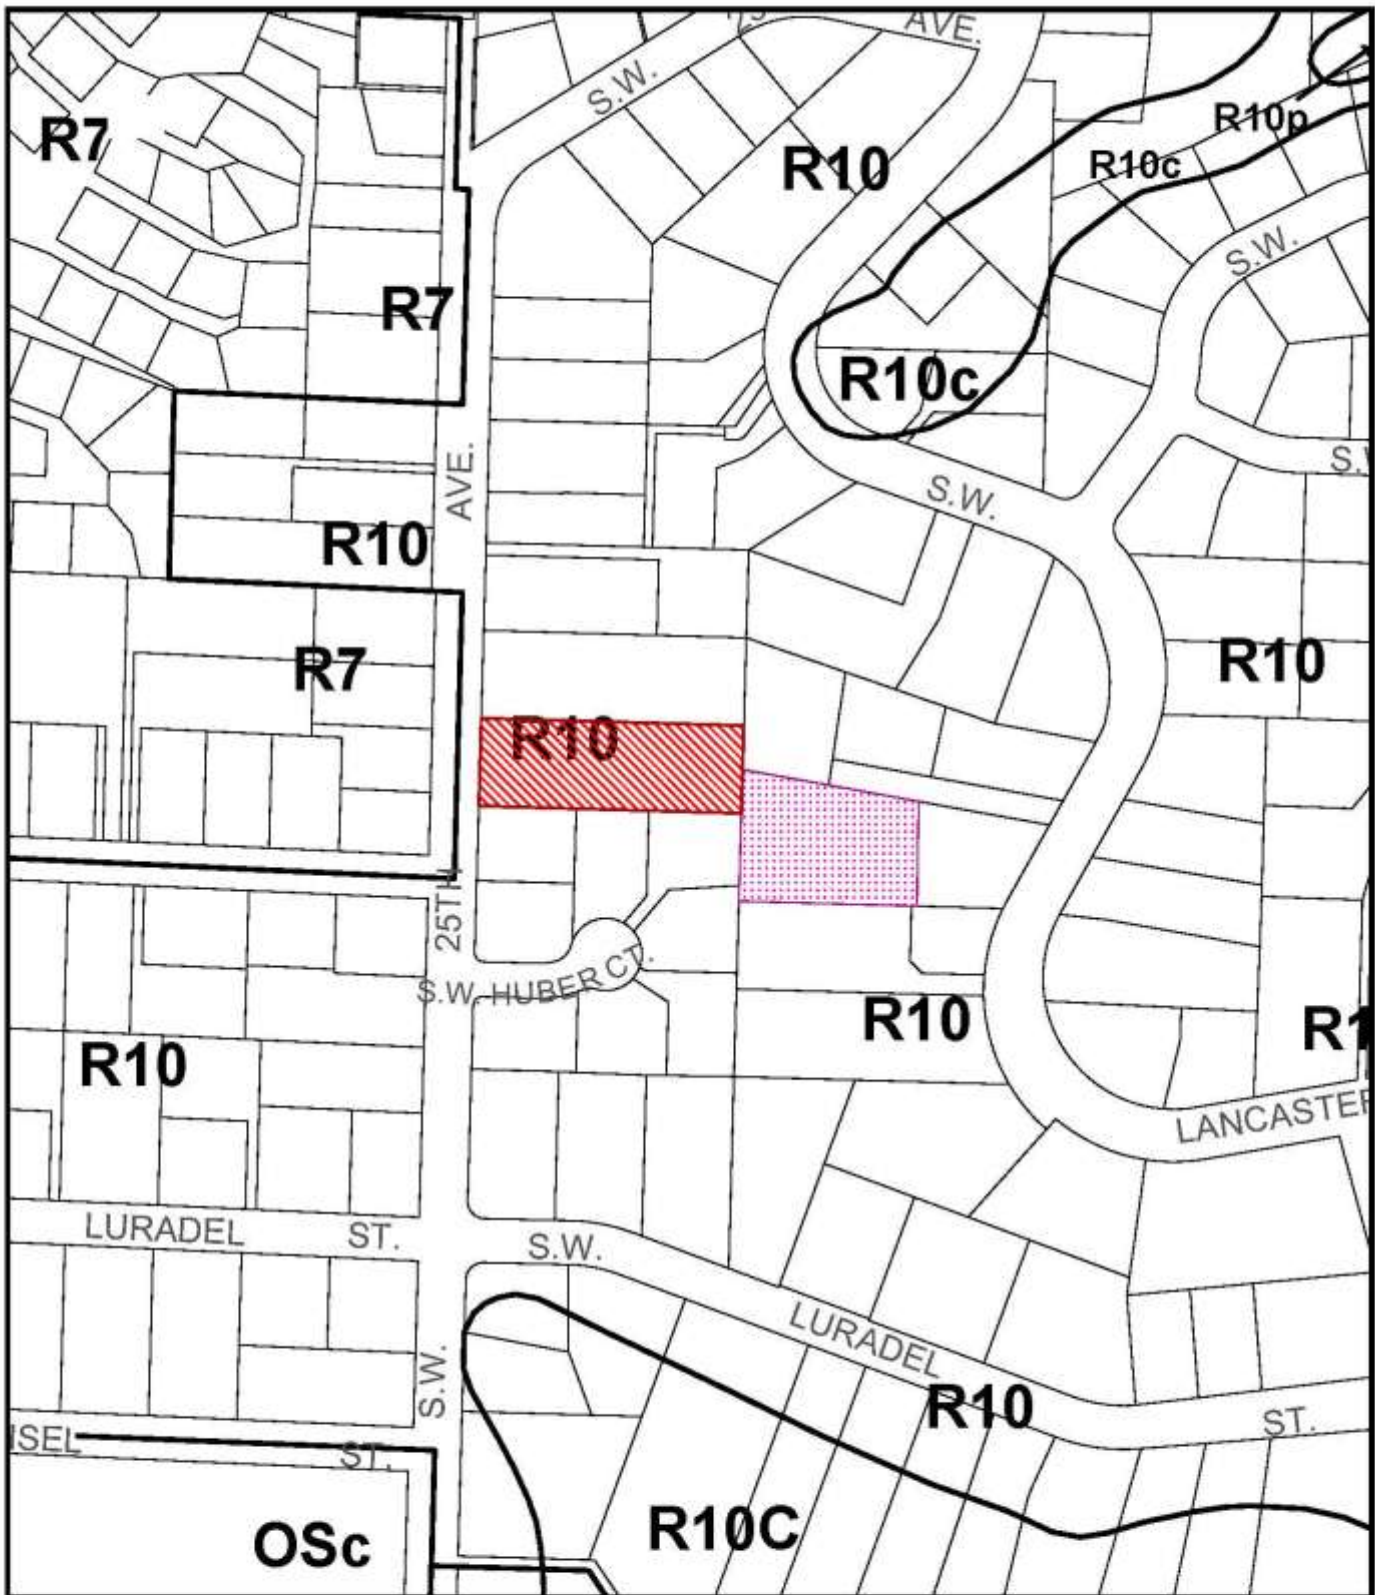 AVE.
S.W.
R7
R10
R10p
R10c
S.W.
R7
R10c
S.W.
AVE.
R10
R7
R10
R10
25TH
S.W. HUBER CT.
R10
R10
LANCASTER
LURADEL ST.
S.W.
LURADEL
R10
ST.
S.W.
ST.
OSc
R10C